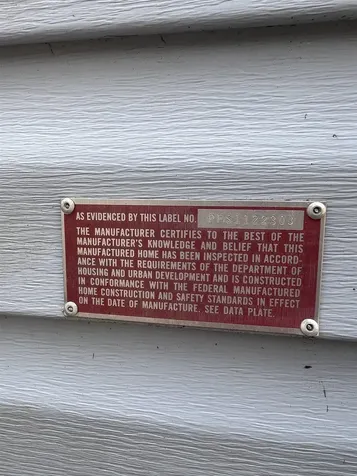 AS EVIDENCED BY THIS LABEL NO.
THE MANUFACTURER CERTIFIES TO THE BEST OF THE
MANUFACTURER'S KNOWLEDGE AND BELIEF THAT THIS
MANUFACTURED HOME HAS BEEN INSPECTED IN ACCORD-
ANCE WITH THE REQUIREMENTS OF THE DEPARTMENT OF
HOUSING AND URBAN DEVELOPMENT AND IS CONSTRUCTED
IN CONFORMANCE WITH THE FEDERAL MANUFACTURED
HOME CONSTRUCTION AND SAFETY STANDARDS IN EFFECT
ON THE DATE OF MANUFACTURE. SEE DATA PLATE.